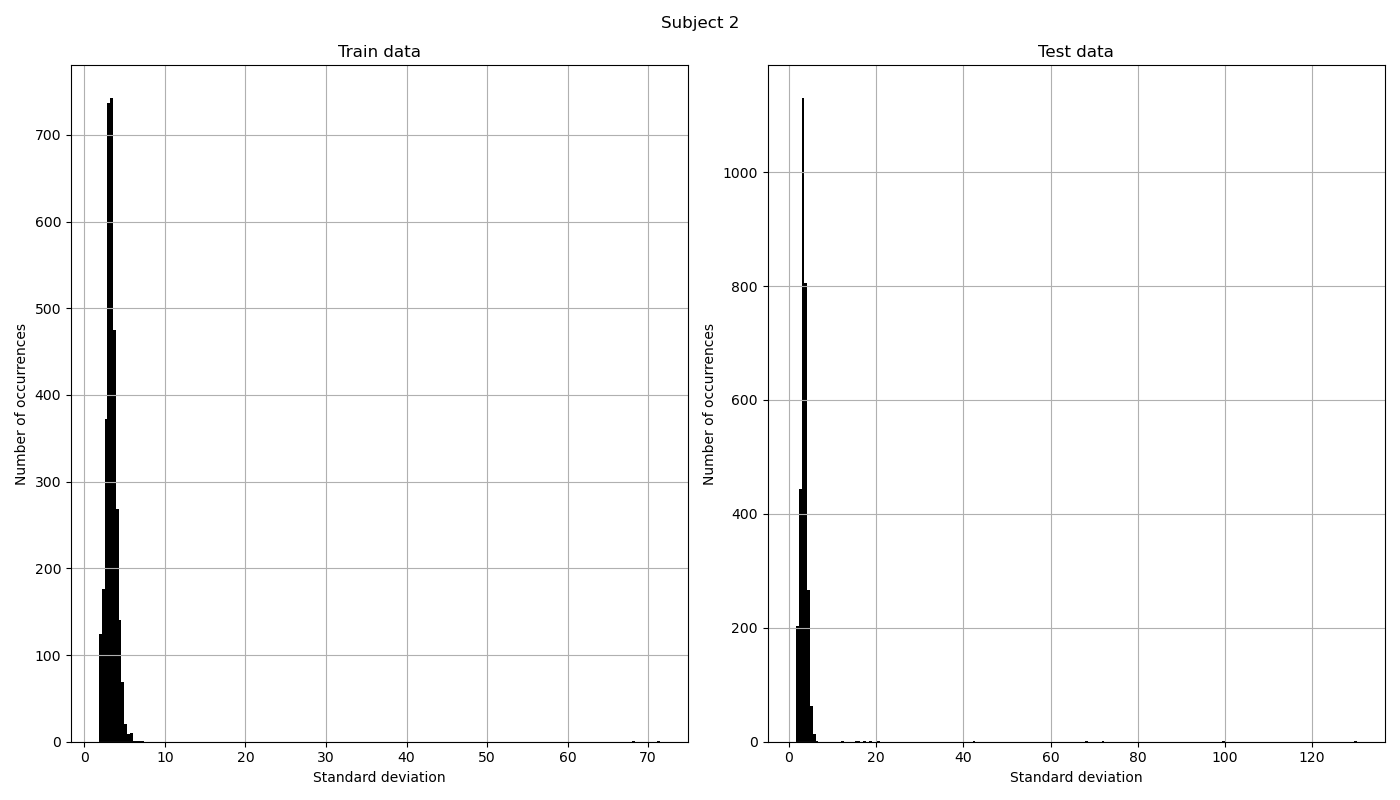 Subject 2
Train data
700
600
500
400
300
200
100
0
0 10 20 30 40 50 60 70
Number of occurrences
Standard deviation
Test data
1000
800
600
400
200
0
0 20 40 60 80 100 120
Number of occurrences
Standard deviation